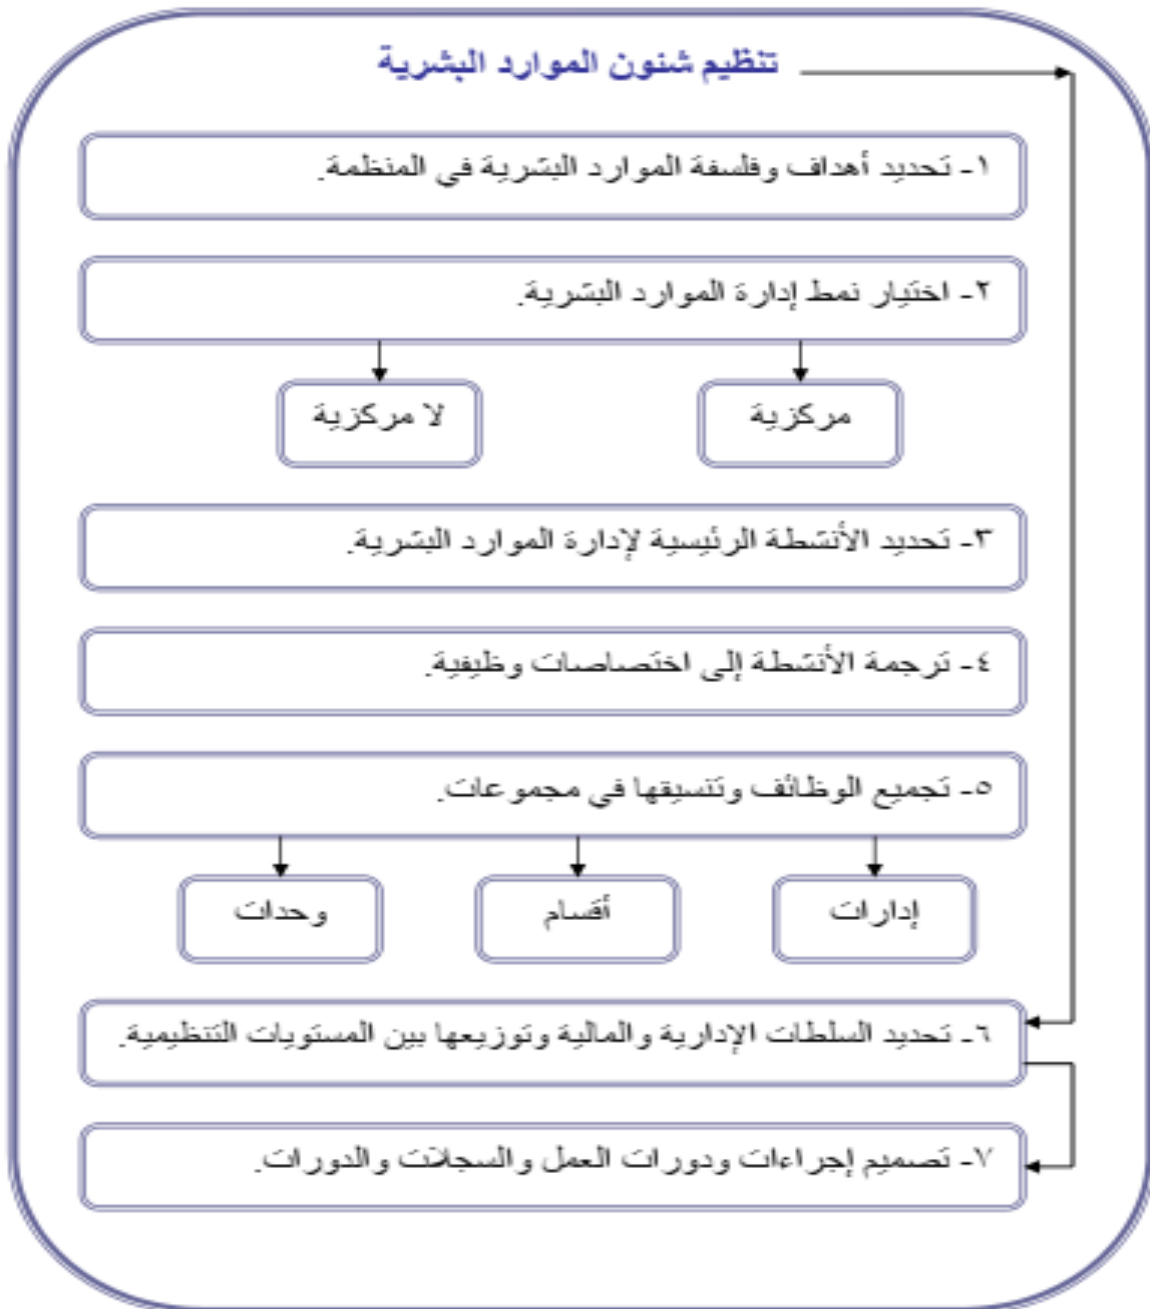 تنظيم شئون الموارد البشرية
١- تحديد أهداف وفلسفة الموارد البشرية في المنظمة.
٢- اختيار نمط إدارة الموارد البشرية.
مركزية
لا مركزية
٣- تحديد الأنشطة الرئيسية لإدارة الموارد البشرية.
٤- ترجمة الأنشطة إلى اختصاصات وظيفية.
٥- تجميع الوظائف وتنسيقها في مجموعات.
إدارات
أقسام
وحدات
٦- تحديد السلطات الإدارية والمالية وتوزيعها بين المستويات التنظيمية.
٧- تصميم إجراءات ودورات العمل والسجلات والدورات.